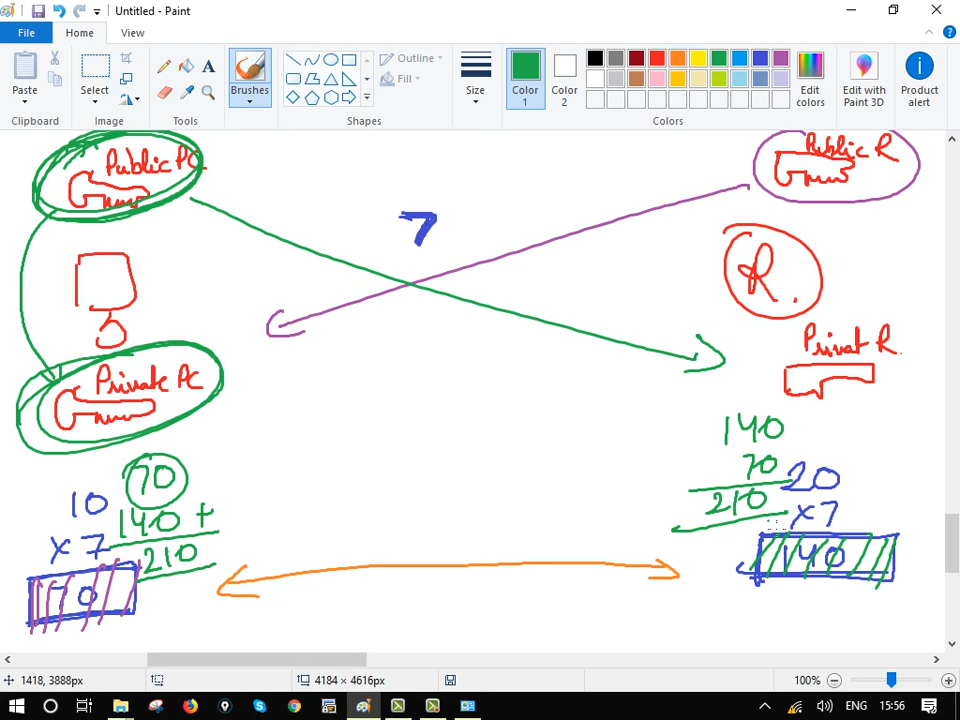 Untitled - Paint
File
Home
View
Paste
Clipboard
Select
Image
Tools
Brushes
Outline
Fill
Shapes
Size
Color 1
Color 2
Colors
Edit colors
Edit with Paint 3D
Product alert
Public PC
Public R
7
R.
Private PC
Privat R.
70
140 +
210
10
x 7
70
140
70
210
20
x 7
140
1418, 3888px
4184 × 4616px
100%
ENG
15:56